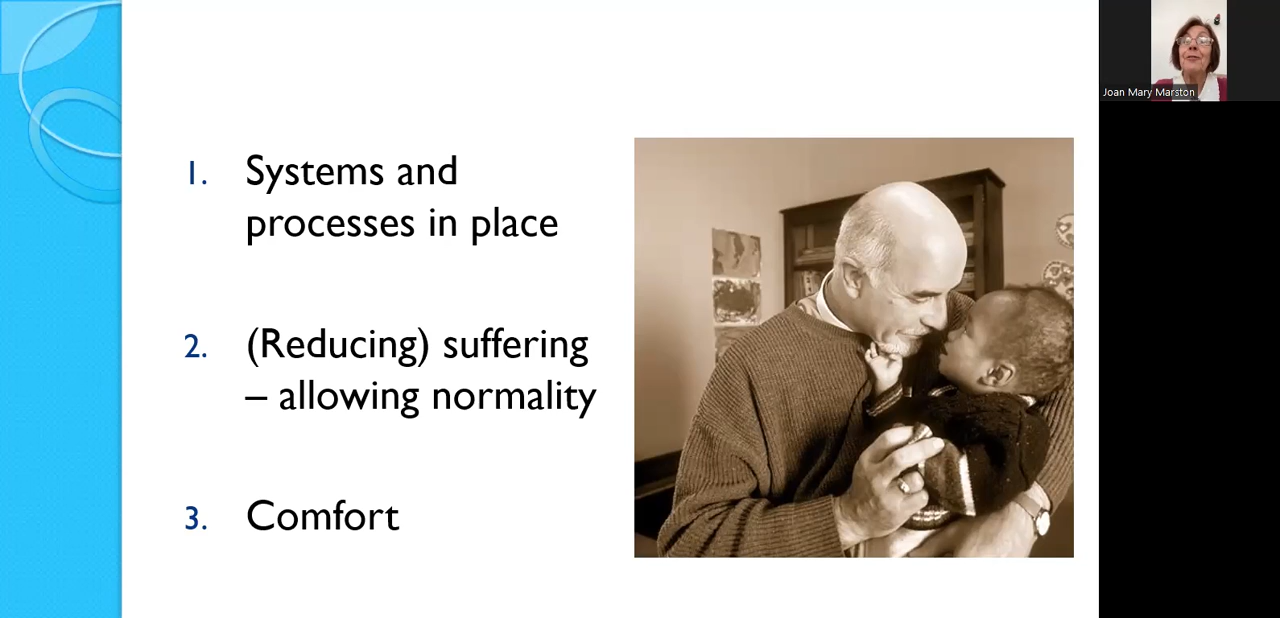 1. Systems and
processes in place
2. (Reducing) suffering
– allowing normality
3. Comfort
Joan Mary Marston